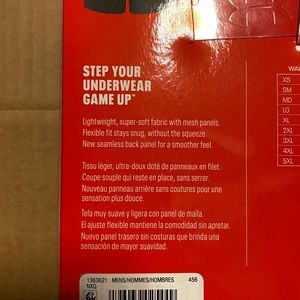 STEP YOUR
UNDERWEAR
GAME UP™
Lightweight, super-soft fabric with mesh panels.
Flexible fit stays snug, without the squeeze.
New seamless back panel for a smoother feel.
Tissu léger, ultra-doux doté de panneaux en filet.
Coupe souple qui reste en place, sans serrer.
Nouveau panneau arrière sans coutures pour une
sensation plus douce.
Tela muy suave y ligera con panel de malla.
El ajuste flexible mantiene la comodidad sin apretar.
Nuevo panel trasero sin costuras que brinda una
sensación de mayor suavidad.
XS
SM
MD
LG
XL
2XL
3XL
4XL
5XL
1363621 MENS/HOMMES/HOMBRES 456
NXG